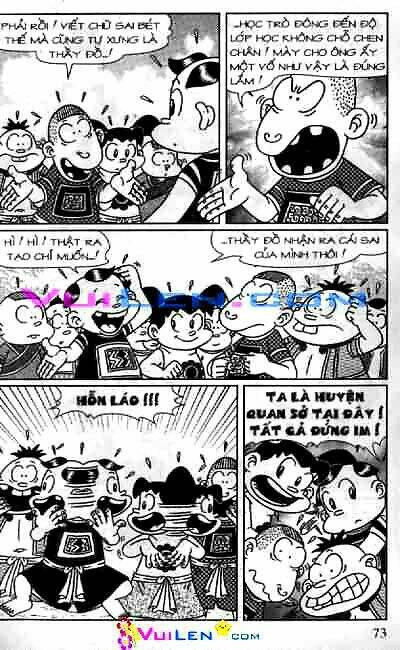 PHẢI RỒI! VIẾT CHỮ SAI BÉT
THẾ MÀ CŨNG TỰ XƯNG LÀ
THẦY ĐỒ...!
...HỌC TRÒ ĐÔNG ĐẾN ĐỘ
LỚP HỌC KHÔNG CHỖ CHEN
CHÂN! MÀY CHO ÔNG ẤY
MỘT VỐ NHƯ VẬY LÀ ĐÚNG
LẮM!
HÌ! HÌ! THẬT RA
TAO CHỈ MUỐN...
...THẦY ĐỒ NHẬN RA CÁI SAI
CỦA MÌNH THÔI!
VUILEN.COM
HỖN LÁO!!!
TA LÀ HUYỆN
QUAN SỞ TẠI ĐÂY!
TẤT CẢ ĐỨNG IM!
73
VUILEN.COM